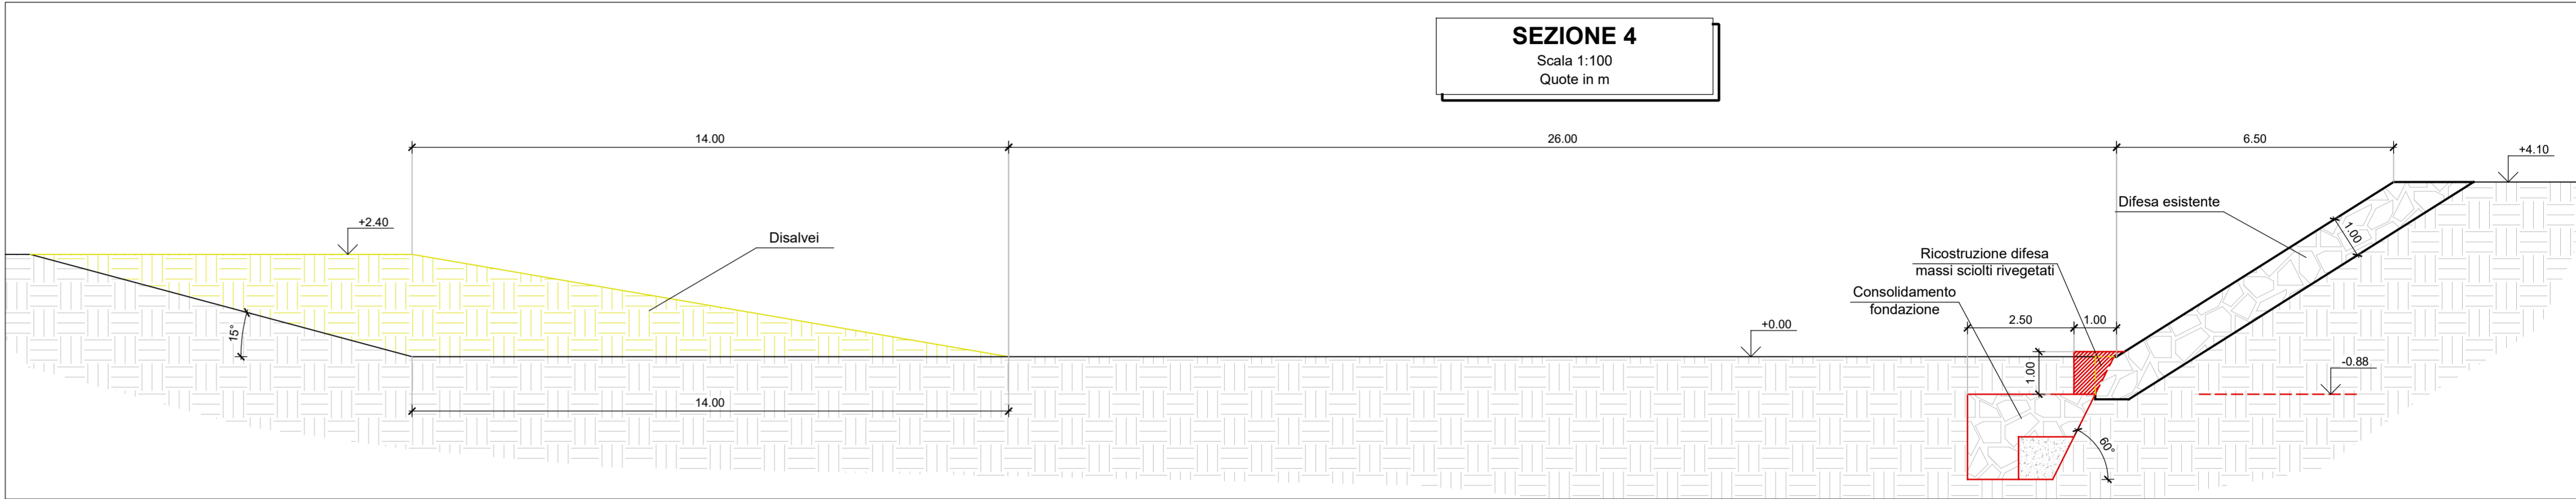 SEZIONE 4
Scala 1:100
Quote in m
14.00
26.00
6.50
+4.10
+2.40
Disalvei
Difesa esistente
1.00
Ricostruzione difesa
massi sciolti rivegetati
Consolidamento
fondazione
2.50
1.00
+0.00
15°
1.00
-0.88
14.00
60°